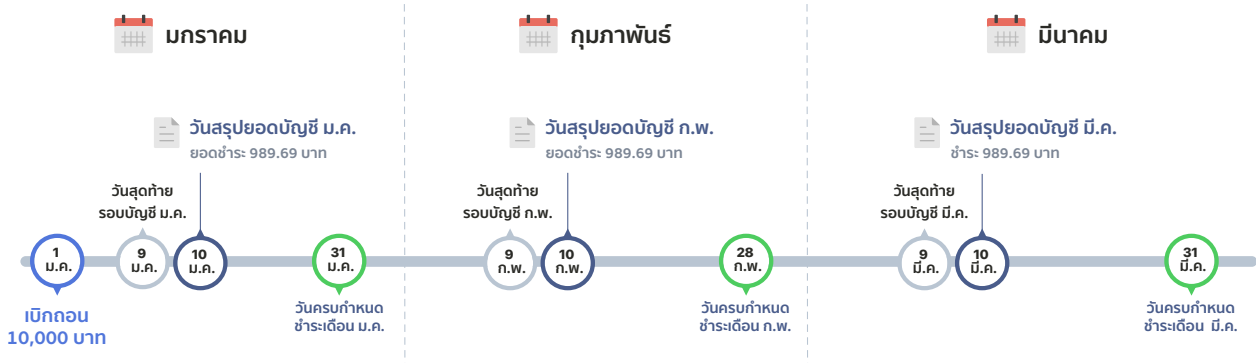 มกราคม
กุมภาพันธ์
มีนาคม
วันสรุปยอดบัญชี ม.ค.
ยอดชำระ 989.69 บาท
วันสรุปยอดบัญชี ก.พ.
ยอดชำระ 989.69 บาท
วันสรุปยอดบัญชี มี.ค.
ชำระ 989.69 บาท
วันสุดท้าย
รอบบัญชี ม.ค.
วันสุดท้าย
รอบบัญชี ก.พ.
วันสุดท้าย
รอบบัญชี มี.ค.
1
ม.ค.
9
ม.ค.
10
ม.ค.
31
ม.ค.
9
ก.พ.
10
ก.พ.
28
ก.พ.
9
มี.ค.
10
มี.ค.
31
มี.ค.
เบิกถอน
10,000 บาท
วันครบกำหนด
ชำระเดือน ม.ค.
วันครบกำหนด
ชำระเดือน ก.พ.
วันครบกำหนด
ชำระเดือน มี.ค.